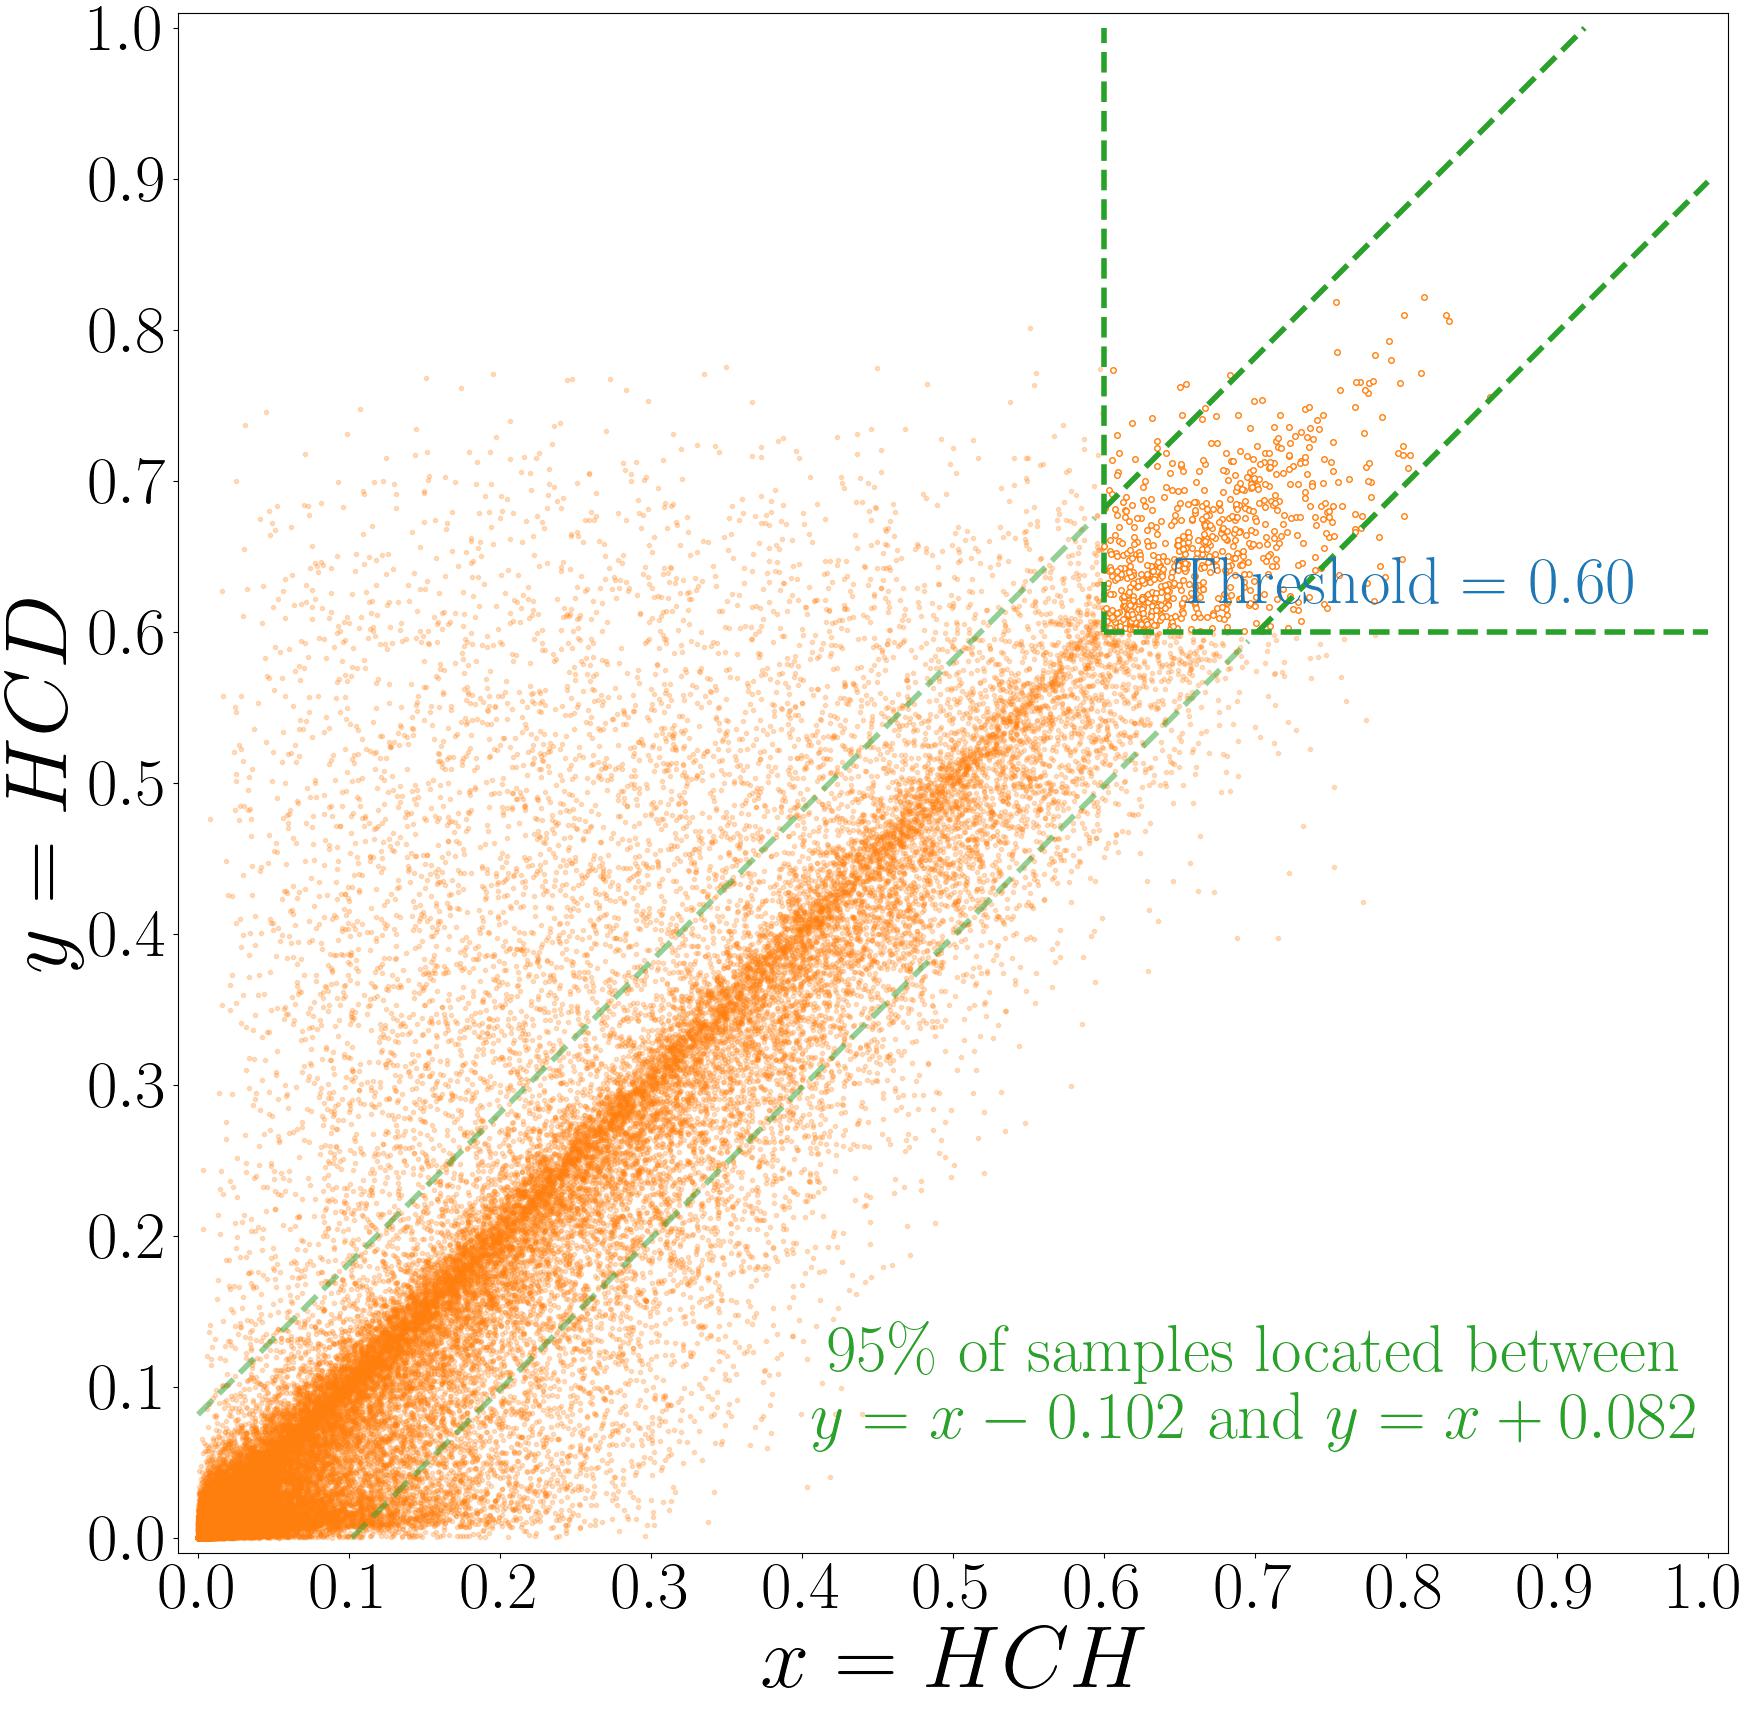 1.0
0.9
0.8
0.7
0.6
0.5
0.4
0.3
0.2
0.1
0.0
y = HCD
Threshold = 0.60
95% of samples located between
y = x − 0.102 and y = x + 0.082
0.0 0.1 0.2 0.3 0.4 0.5 0.6 0.7 0.8 0.9 1.0
x = HCH